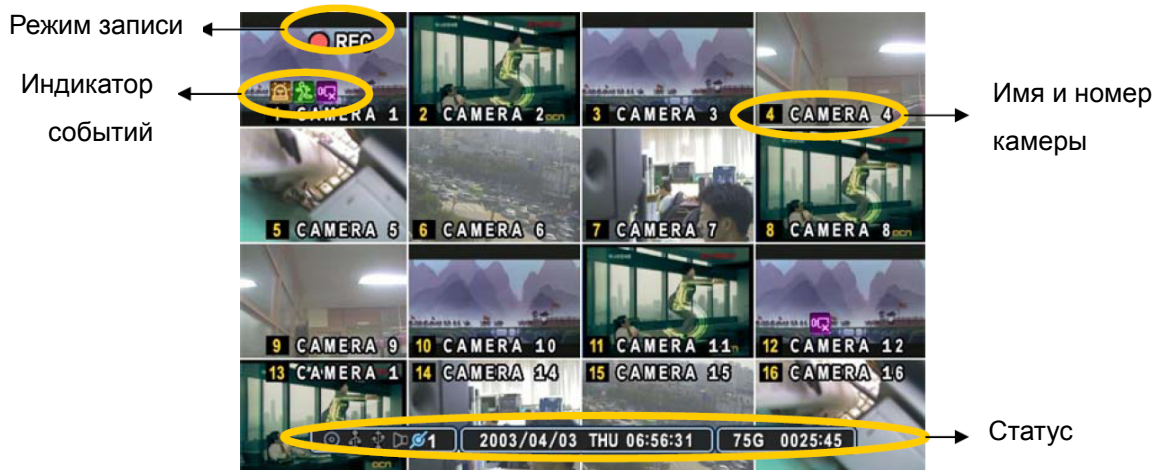 Режим записи
Индикатор
событий
Имя и номер
камеры
Статус
REC
1 CAMERA 1
2 CAMERA 2
3 CAMERA 3
4 CAMERA 4
5 CAMERA 5
6 CAMERA 6
7 CAMERA 7
8 CAMERA 8
9 CAMERA 9
10 CAMERA 10
11 CAMERA 11
12 CAMERA 12
13 CAMERA 1
14 CAMERA 14
15 CAMERA 15
16 CAMERA 16
1
2003/04/03 THU 06:56:31
75G 0025:45